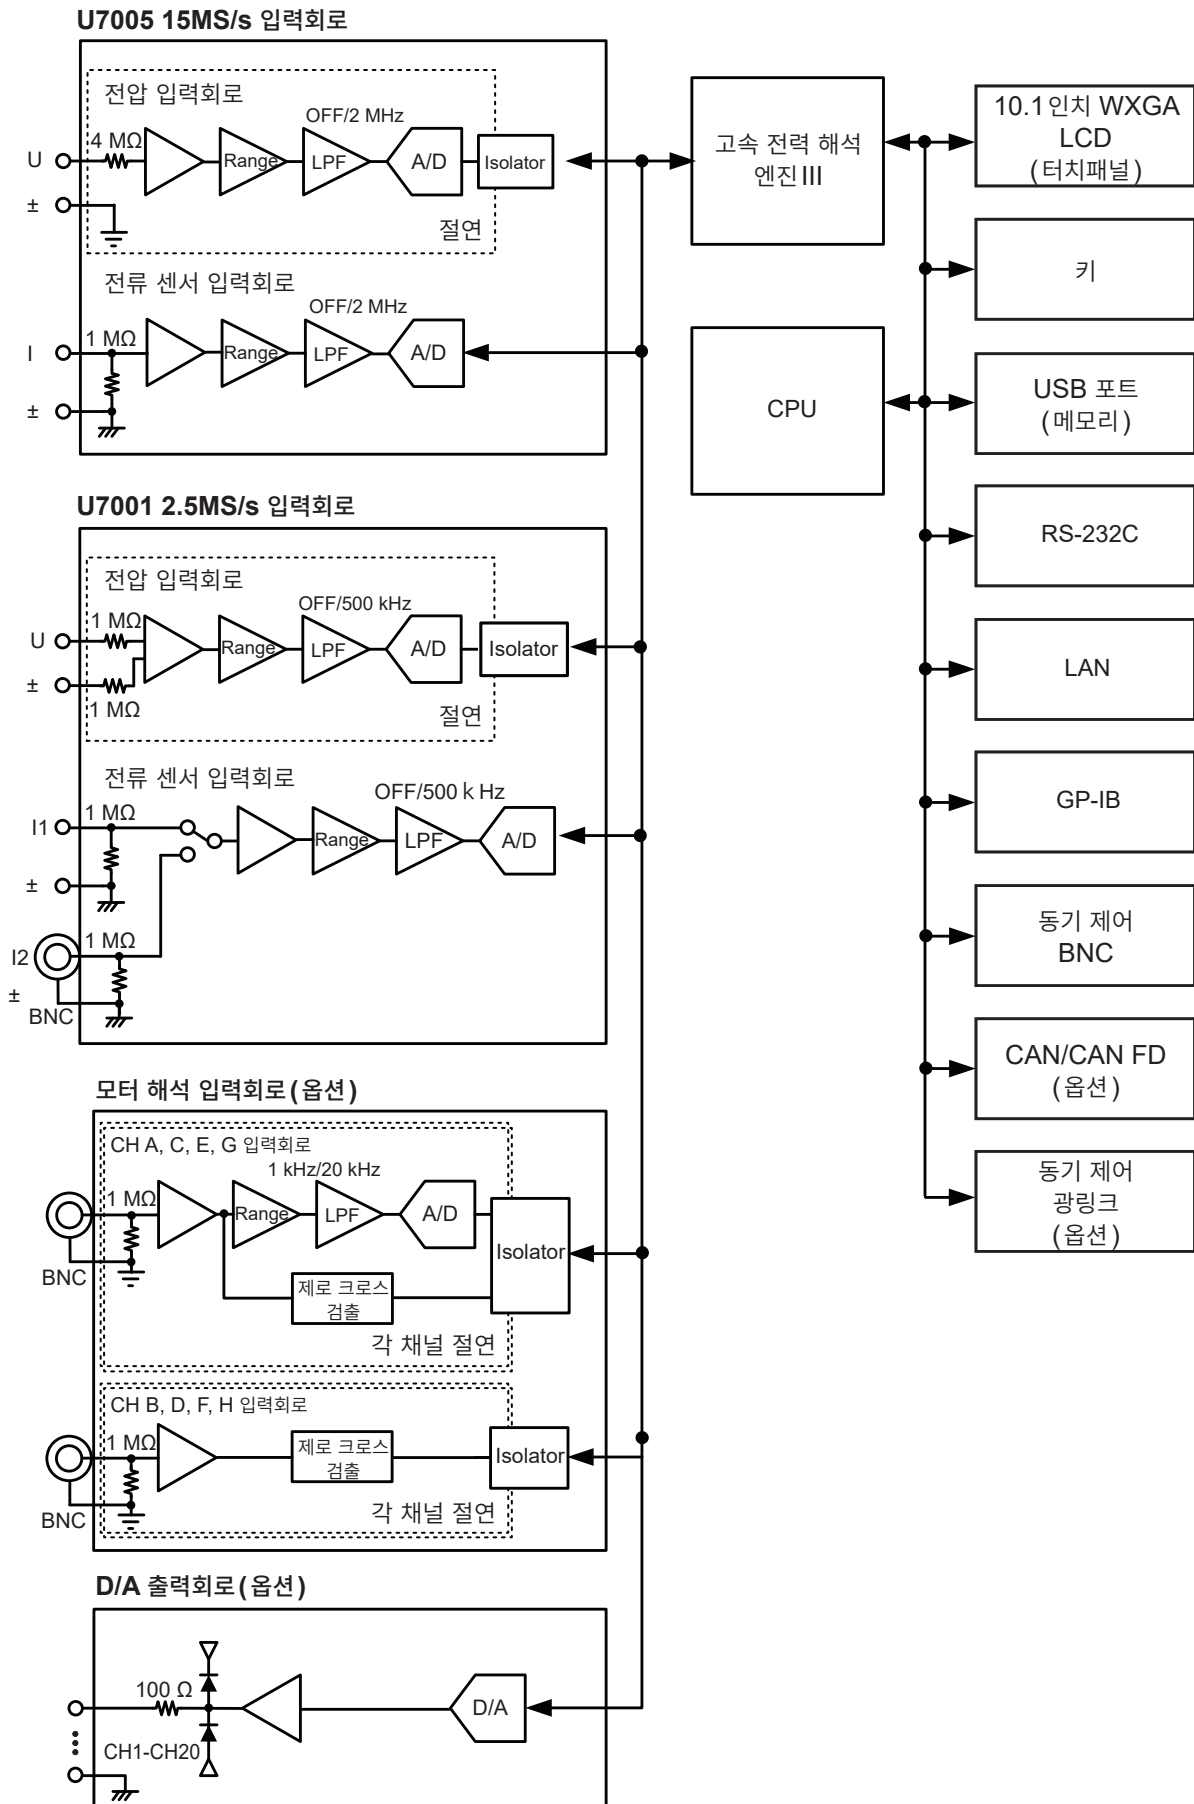 U7005 15MS/s 입력회로
전압 입력회로
OFF/2 MHz
4 MΩ
U
Range
LPF
A/D
Isolator
±
절연
전류 센서 입력회로
OFF/2 MHz
1 MΩ
I
Range
LPF
A/D
±
U7001 2.5MS/s 입력회로
전압 입력회로
OFF/500 kHz
1 MΩ
U
Range
LPF
A/D
Isolator
±
1 MΩ
절연
전류 센서 입력회로
OFF/500 k Hz
1 MΩ
I1
Range
LPF
A/D
±
1 MΩ
I2
±
BNC
모터 해석 입력회로(옵션)
CH A, C, E, G 입력회로
1 kHz/20 kHz
1 MΩ
Range
LPF
A/D
Isolator
BNC
제로 크로스
검출
각 채널 절연
CH B, D, F, H 입력회로
1 MΩ
제로 크로스
검출
Isolator
BNC
각 채널 절연
D/A 출력회로(옵션)
100 Ω
D/A
CH1-CH20
고속 전력 해석
엔진III
CPU
10.1인치 WXGA
LCD
(터치패널)
키
USB 포트
(메모리)
RS-232C
LAN
GP-IB
동기 제어
BNC
CAN/CAN FD
(옵션)
동기 제어
광링크
(옵션)